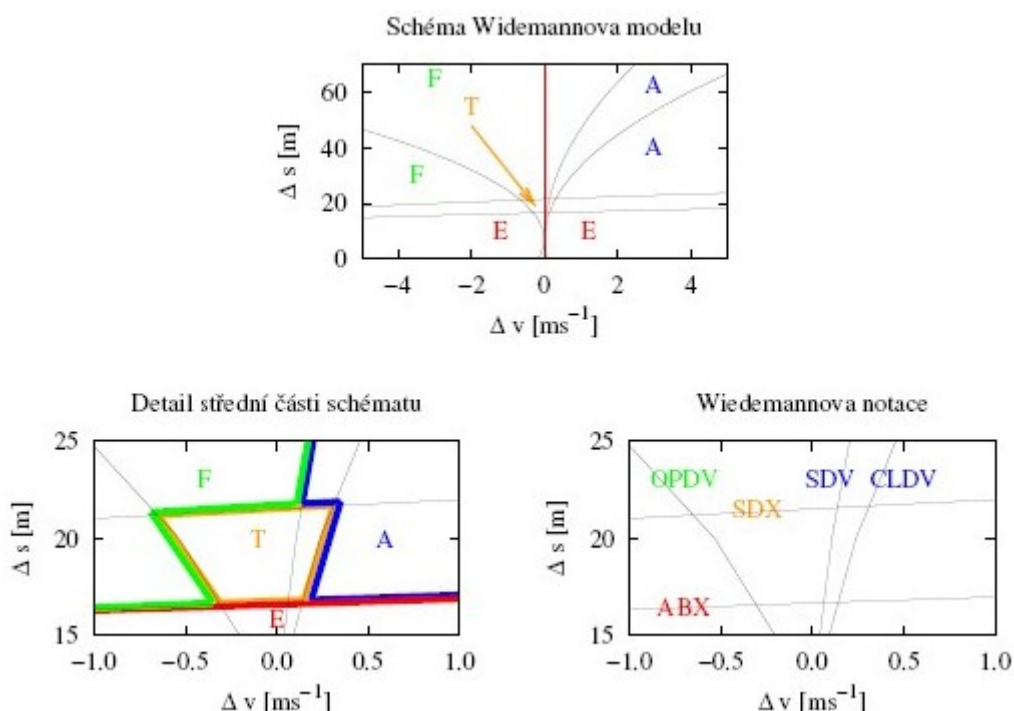 Schéma Widemannova modelu
F
A
T
A
F
E E
60
40
20
0
Δ s [m]
−4 −2 0 2 4
Δ v [ms⁻¹]
Detail střední části schématu
F
T A
E
25
20
15
Δ s [m]
−1.0 −0.5 0.0 0.5 1.0
Δ v [ms⁻¹]
Wiedemannova notace
OPDV SDV CLDV
SDX
ABX
25
20
15
Δ s [m]
−1.0 −0.5 0.0 0.5 1.0
Δ v [ms⁻¹]